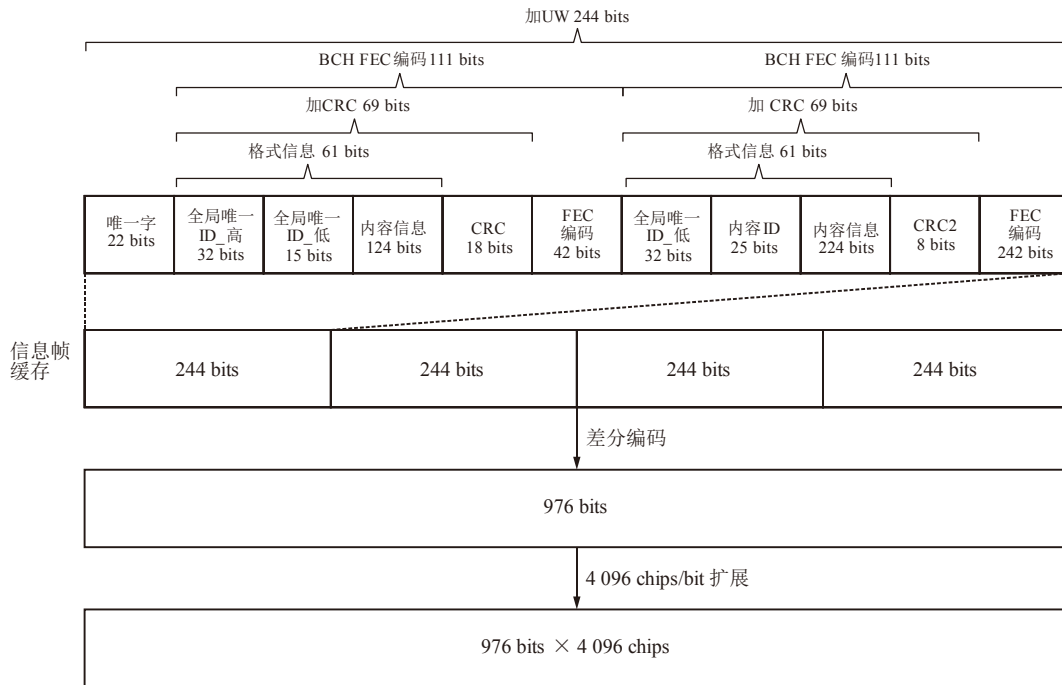 加UW 244 bits
BCH FEC 编码111 bits
BCH FEC 编码111 bits
加CRC 69 bits
加 CRC 69 bits
格式信息 61 bits
格式信息 61 bits
唯一字
22 bits
全局唯一
ID_高
32 bits
全局唯一
ID_低
15 bits
内容信息
124 bits
CRC
18 bits
FEC
编码
42 bits
全局唯一
ID_低
32 bits
内容ID
25 bits
内容信息
224 bits
CRC2
8 bits
FEC
编码
242 bits
信息帧
缓存
244 bits
244 bits
244 bits
244 bits
差分编码
976 bits
4 096 chips/bit 扩展
976 bits × 4 096 chips